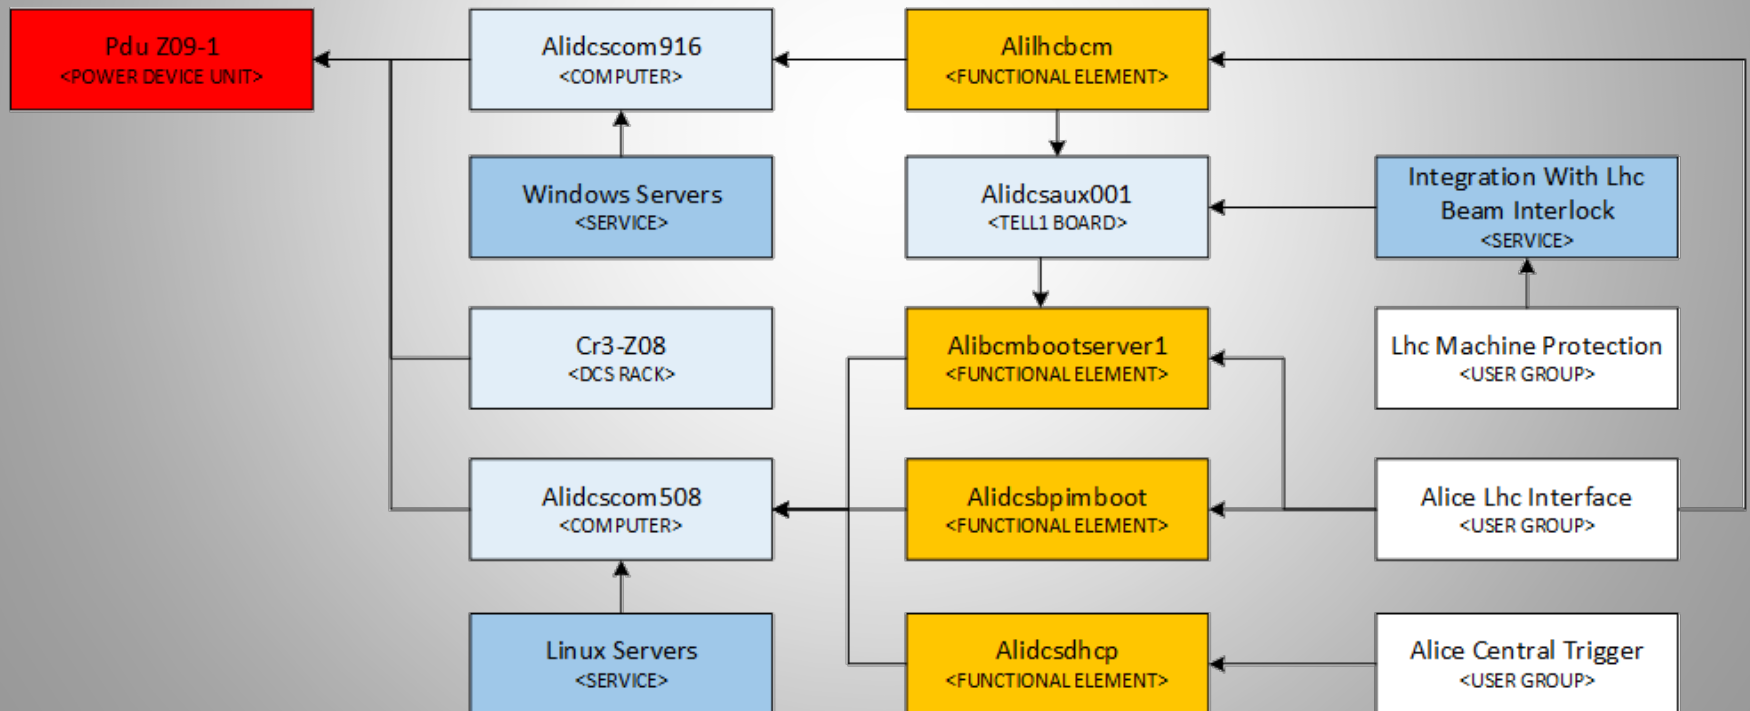 Pdu Z09-1
<POWER DEVICE UNIT>
Alidcscom916
<COMPUTER>
Alilhcbcm
<FUNCTIONAL ELEMENT>
Windows Servers
<SERVICE>
Alidcsaux001
<TELL1 BOARD>
Integration With Lhc
Beam Interlock
<SERVICE>
Cr3-Z08
<DCS RACK>
Alibcmbootserver1
<FUNCTIONAL ELEMENT>
Lhc Machine Protection
<USER GROUP>
Alidcscom508
<COMPUTER>
Alidcsbpimboot
<FUNCTIONAL ELEMENT>
Alice Lhc Interface
<USER GROUP>
Linux Servers
<SERVICE>
Alidcsdhcp
<FUNCTIONAL ELEMENT>
Alice Central Trigger
<USER GROUP>